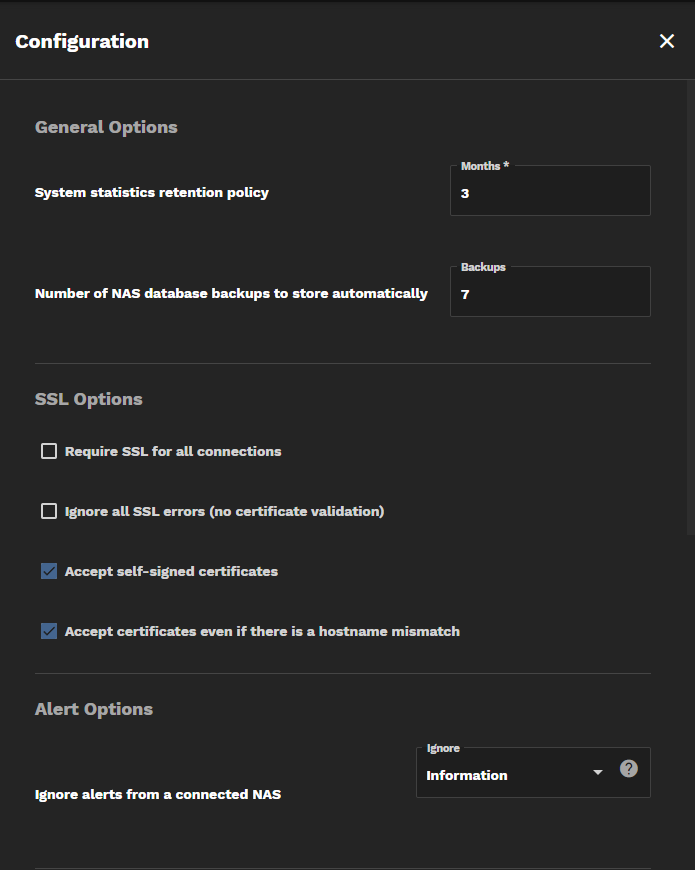 Configuration
General Options
System statistics retention policy
Months *
3
Number of NAS database backups to store automatically
Backups
7
SSL Options
Require SSL for all connections
Ignore all SSL errors (no certificate validation)
Accept self-signed certificates
Accept certificates even if there is a hostname mismatch
Alert Options
Ignore alerts from a connected NAS
Ignore
Information
?